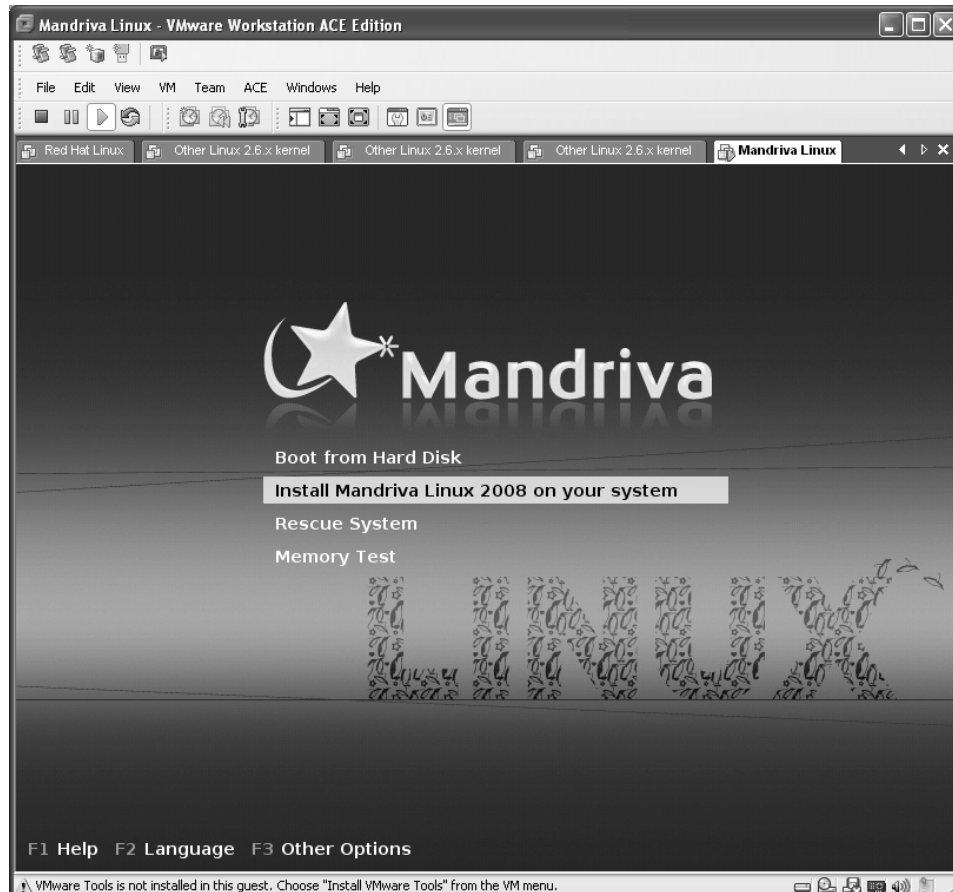 Mandriva Linux - VMware Workstation ACE Edition
File Edit View VM Team ACE Windows Help
Red Hat Linux Other Linux 2.6.x kernel Other Linux 2.6.x kernel Other Linux 2.6.x kernel Mandriva Linux
Mandriva
Boot from Hard Disk
Install Mandriva Linux 2008 on your system
Rescue System
Memory Test
LINUX
F1 Help F2 Language F3 Other Options
VMware Tools is not installed in this guest. Choose "Install VMware Tools" from the VM menu.